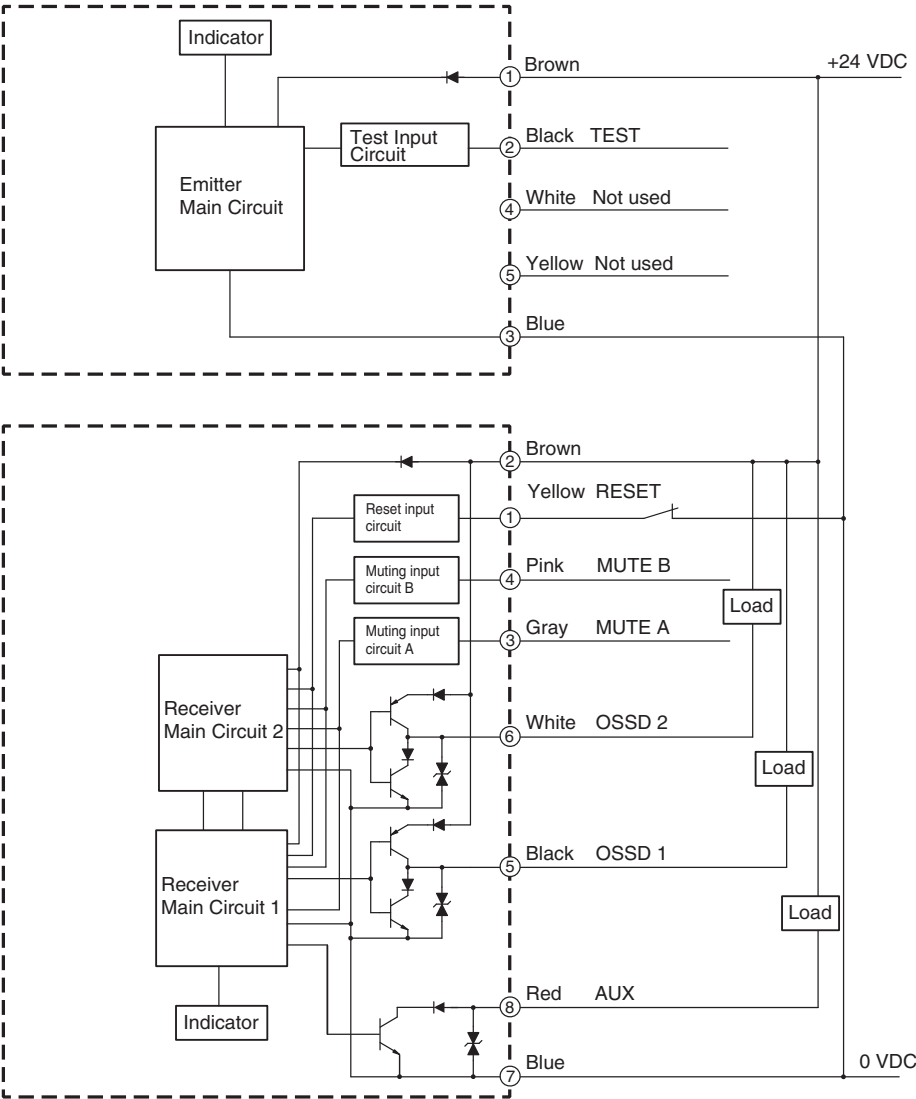 Indicator
① Brown
+24 VDC
Test Input
Circuit
② Black TEST
Emitter
Main Circuit
④ White Not used
⑤ Yellow Not used
③ Blue
② Brown
Yellow RESET
Reset input
circuit
①
Muting input
circuit B
④ Pink MUTE B
Load
Muting input
circuit A
③ Gray MUTE A
Receiver
Main Circuit 2
⑥ White OSSD 2
Load
⑤ Black OSSD 1
Receiver
Main Circuit 1
Load
⑧ Red AUX
Indicator
⑦ Blue
0 VDC